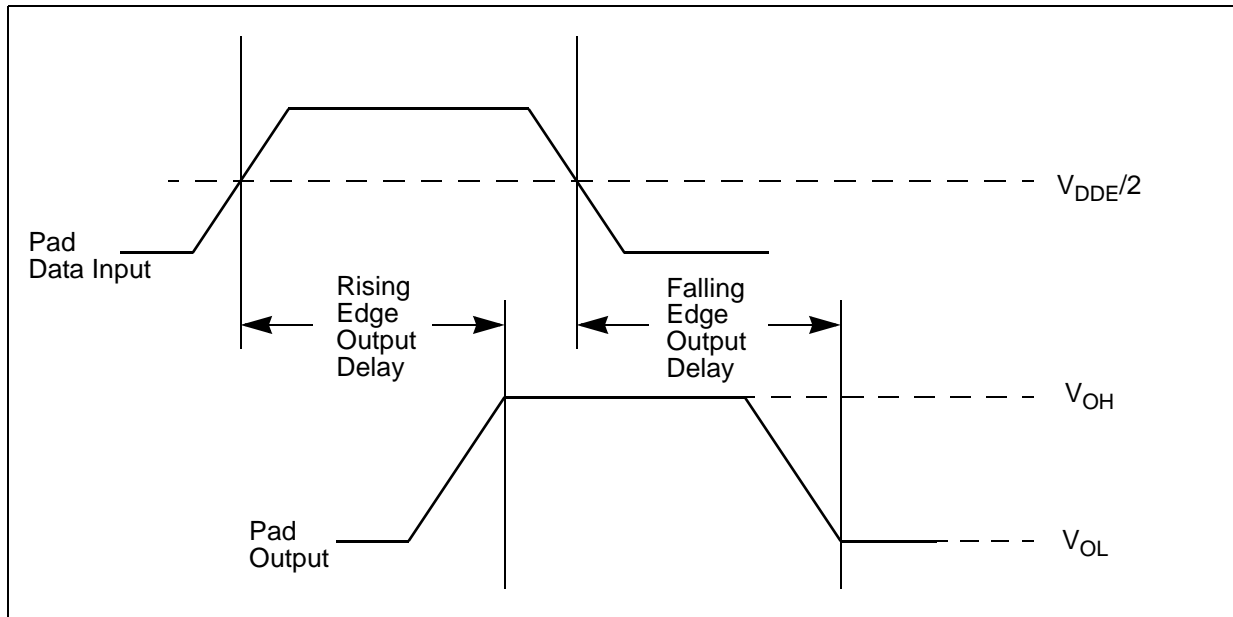 V_DDE/2
Pad
Data Input
Rising
Edge
Output
Delay
Falling
Edge
Output
Delay
V_OH
Pad
Output
V_OL